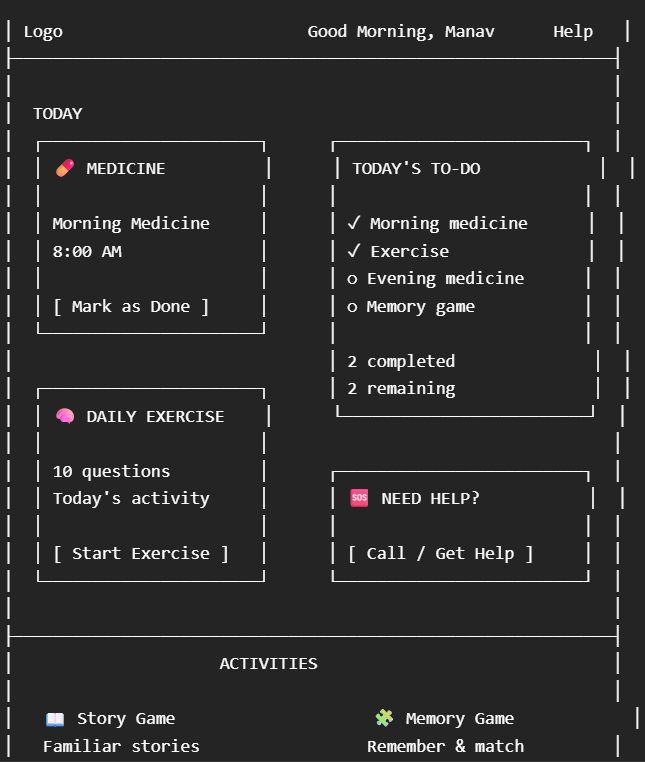 Logo Good Morning, Manav Help
TODAY
💊 MEDICINE
Morning Medicine
8:00 AM
[ Mark as Done ]
🧠 DAILY EXERCISE
10 questions
Today's activity
[ Start Exercise ]
TODAY'S TO-DO
✓ Morning medicine
✓ Exercise
○ Evening medicine
○ Memory game
2 completed
2 remaining
🆘 NEED HELP?
[ Call / Get Help ]
ACTIVITIES
📖 Story Game
Familiar stories
🧩 Memory Game
Remember & match